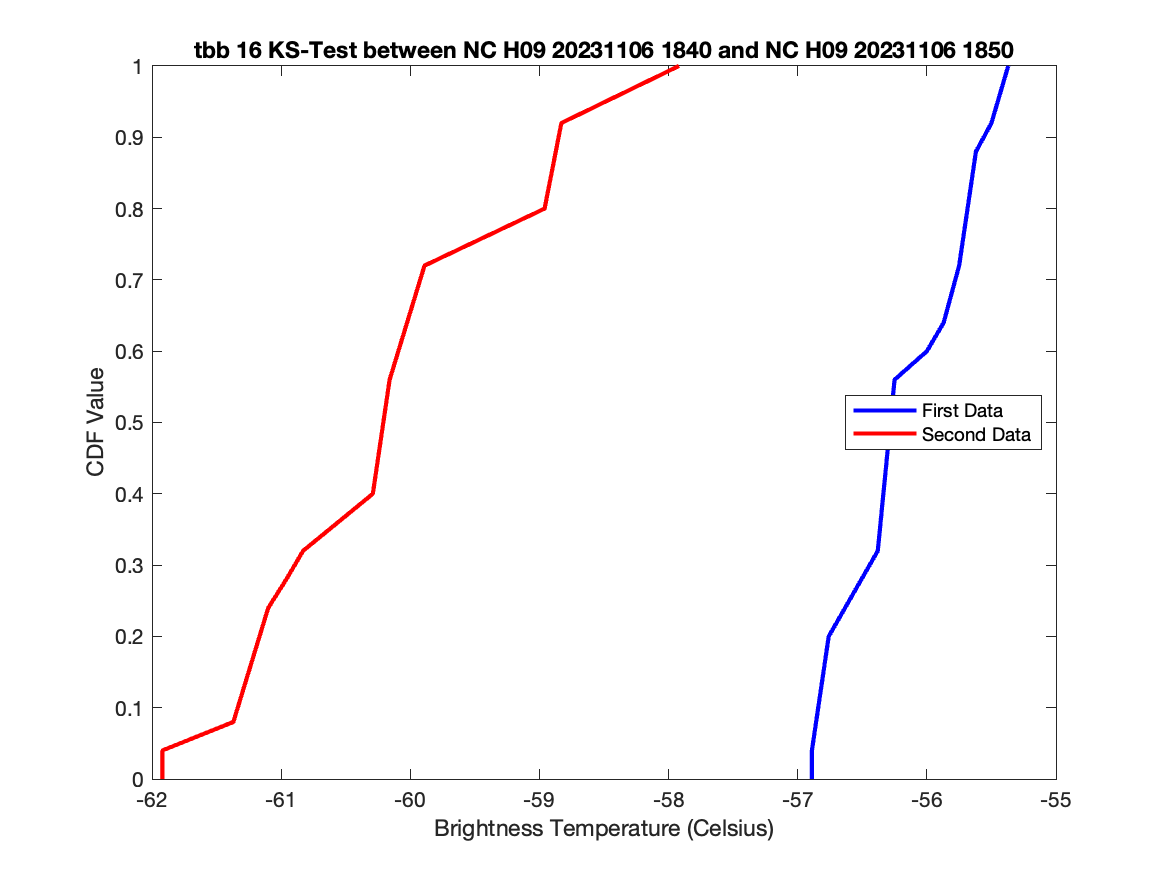 tbb 16 KS-Test between NC H09 20231106 1840 and NC H09 20231106 1850
1
0.9
0.8
0.7
0.6
0.5
0.4
0.3
0.2
0.1
0
CDF Value
First Data
Second Data
-62 -61 -60 -59 -58 -57 -56 -55
Brightness Temperature (Celsius)